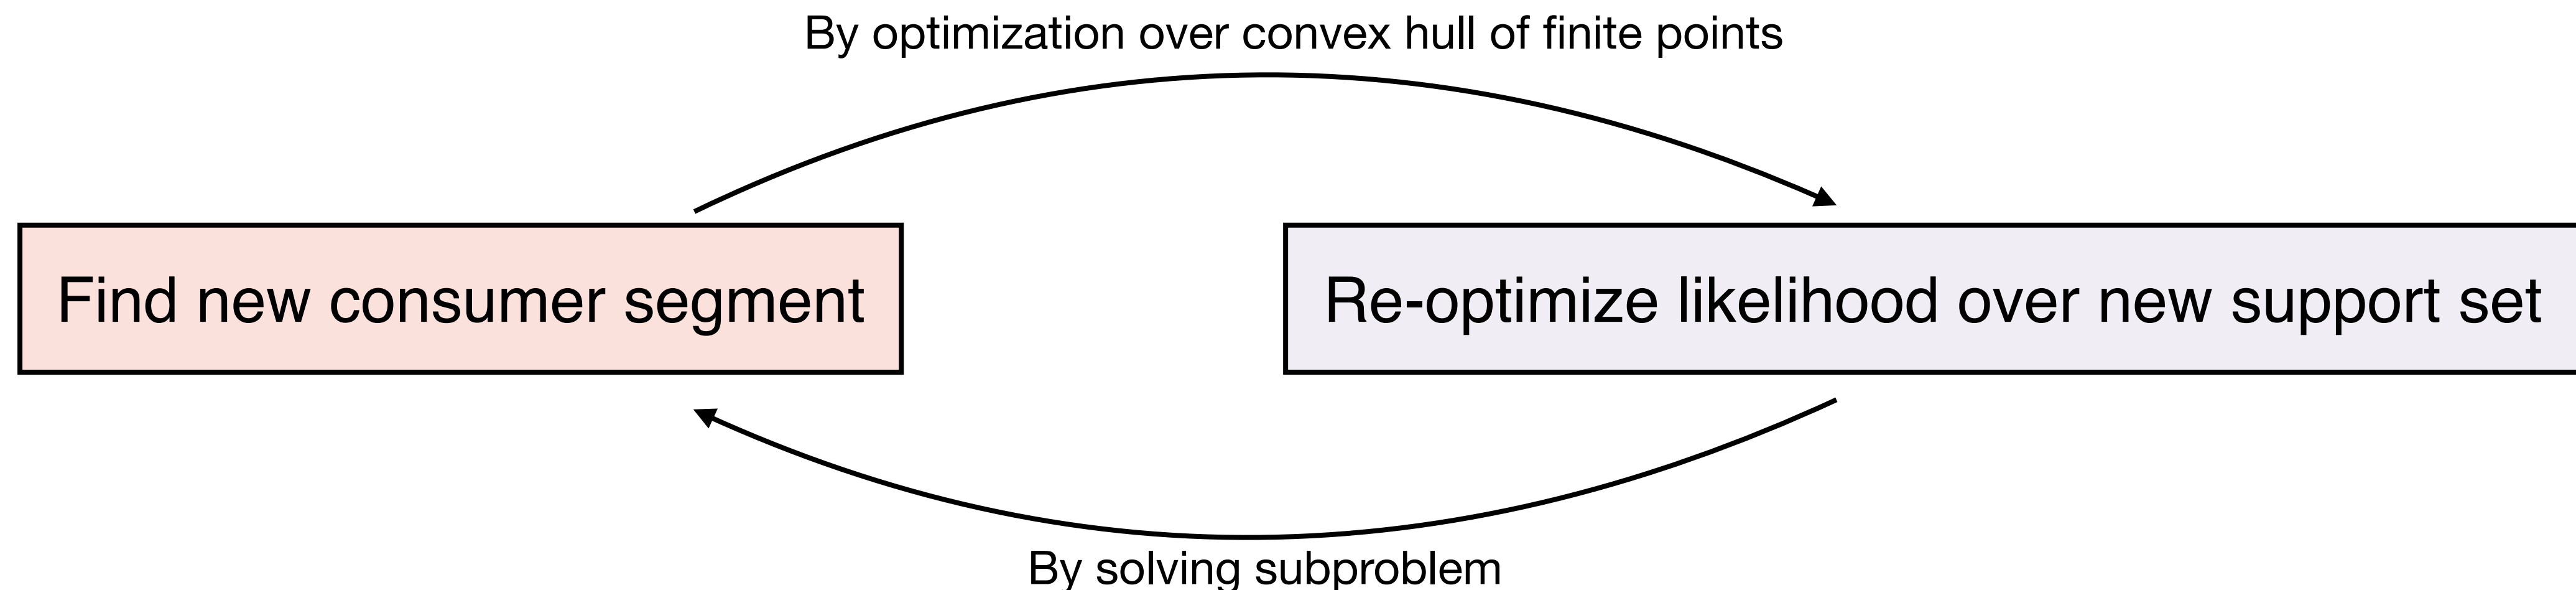 By optimization over convex hull of finite points
Find new consumer segment
Re-optimize likelihood over new support set
By solving subproblem